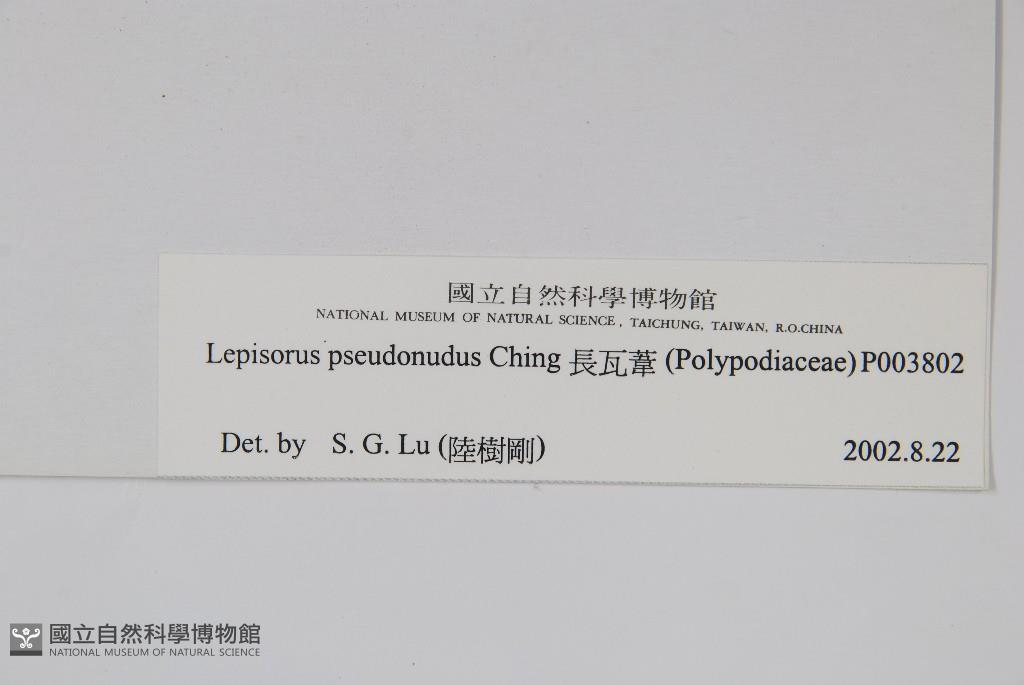 國立自然科學博物館
NATIONAL MUSEUM OF NATURAL SCIENCE, TAICHUNG, TAIWAN, R.O.CHINA
Lepisorus pseudonudus Ching 長瓦葦 (Polypodiaceae) P003802
Det. by S. G. Lu (陸樹剛) 2002.8.22
國立自然科學博物館
NATIONAL MUSEUM OF NATURAL SCIENCE